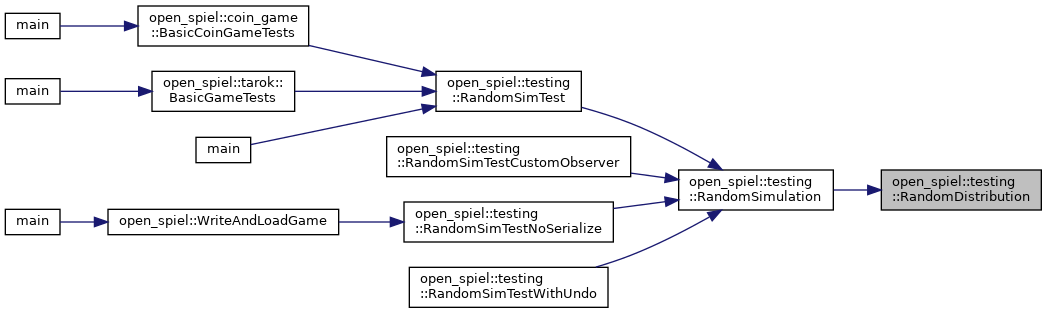 main
open_spiel::coin_game
::BasicCoinGameTests
main
open_spiel::tarok::
BasicGameTests
open_spiel::testing
::RandomSimTest
main
open_spiel::testing
::RandomSimTestCustomObserver
open_spiel::testing
::RandomSimulation
open_spiel::testing
::RandomDistribution
main
open_spiel::WriteAndLoadGame
open_spiel::testing
::RandomSimTestNoSerialize
open_spiel::testing
::RandomSimTestWithUndo